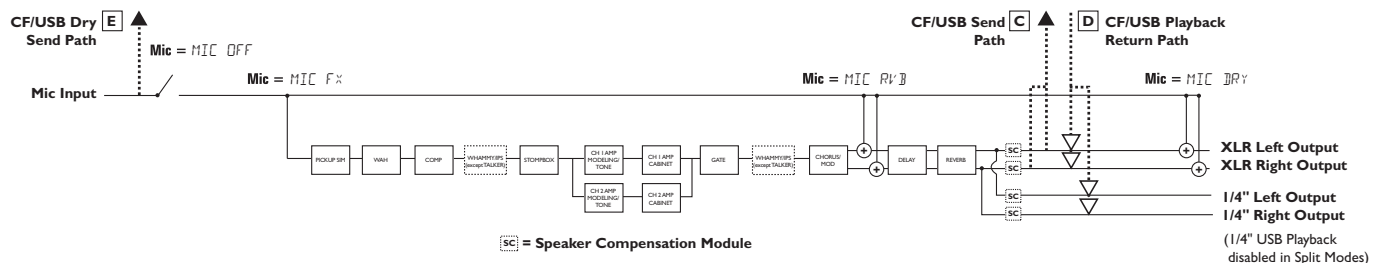 CF/USB Dry E
Send Path
Mic = MIC OFF
CF/USB Send C
Path
D CF/USB Playback
Return Path
Mic = MIC FX
Mic = MIC RVB
Mic = MIC DRY
Mic Input
PICKUP SIM
WAH
COMP
WHAMMY/IPS
(except TALKER)
STOMPBOX
CH 1 AMP
MODELING/
TONE
CH 1 AMP
CABINET
CH 2 AMP
MODELING/
TONE
CH 2 AMP
CABINET
GATE
WHAMMY/IPS
(except TALKER)
CHORUS/
MOD
+
+
DELAY
REVERB
SC
SC
SC
SC
+
+
XLR Left Output
XLR Right Output
1/4" Left Output
1/4" Right Output
(1/4" USB Playback
disabled in Split Modes)
SC = Speaker Compensation Module